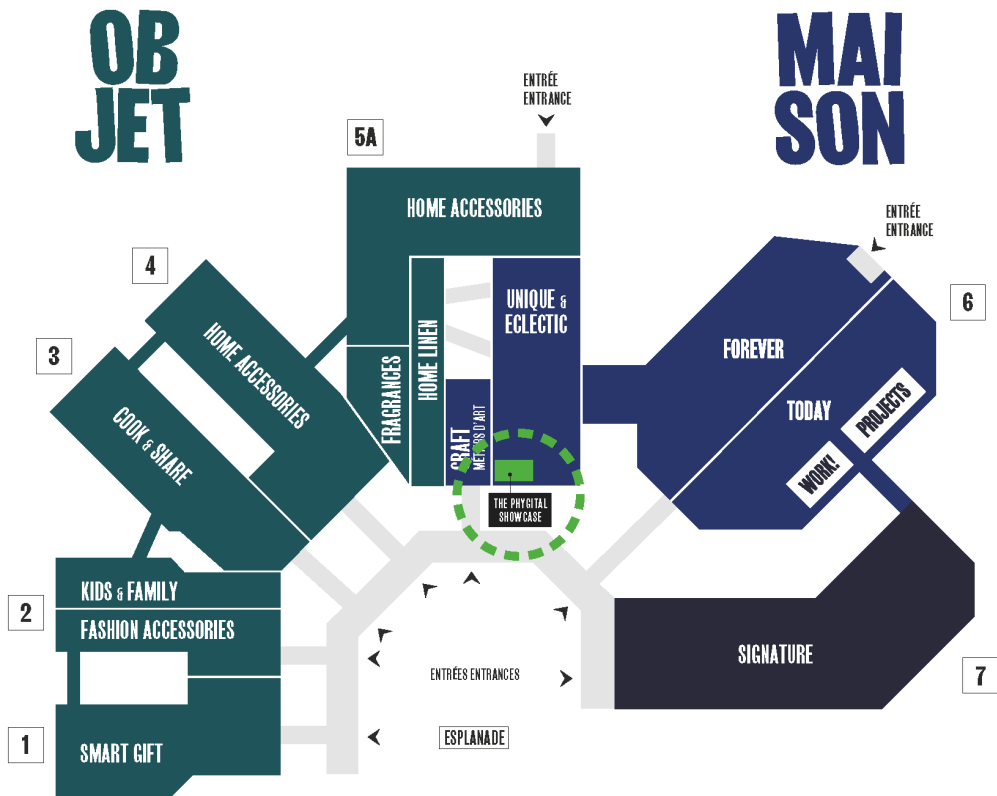 OB
JET
MAI
SON
ENTRÉE
ENTRANCE
5A
HOME ACCESSORIES
ENTRÉE
ENTRANCE
4
HOME ACCESSORIES
UNIQUE &
ECLECTIC
6
3
COOK & SHARE
FRAGRANCES
HOME LINEN
FOREVER
TODAY
PROJECTS
WORK!
CRAFT
MÉTIERS D'ART
THE PHYGITAL
SHOWCASE
KIDS & FAMILY
2
FASHION ACCESSORIES
ENTRÉES ENTRANCES
SIGNATURE
7
1
SMART GIFT
ESPLANADE